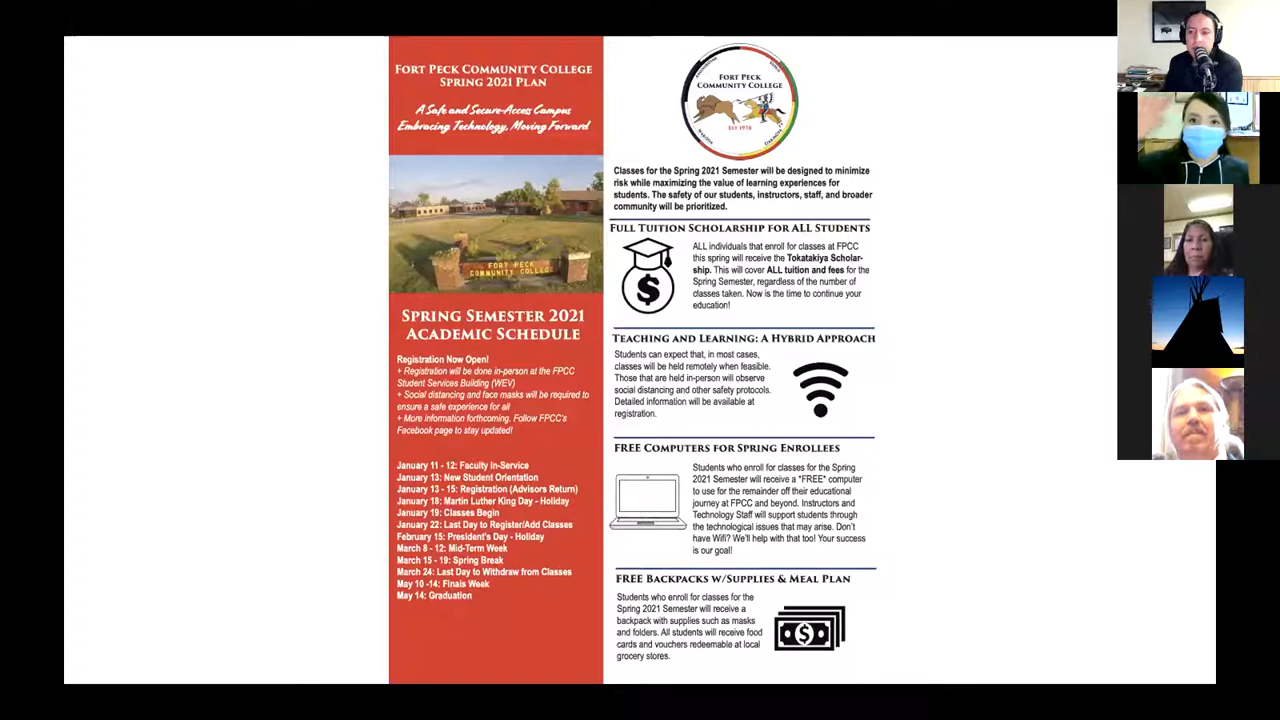 FORT PECK COMMUNITY COLLEGE
SPRING 2021 PLAN
A Safe and Secure-Access Campus
Embracing Technology, Moving Forward
FORT PECK
COMMUNITY COLLEGE
SPRING SEMESTER 2021
ACADEMIC SCHEDULE
Registration Now Open!
+ Registration will be done in-person at the FPCC
Student Services Building (WEV)
+ Social distancing and face masks will be required to
ensure a safe experience for all
+ More information forthcoming. Follow FPCC's
Facebook page to stay updated!
January 11 - 12: Faculty In-Service
January 13: New Student Orientation
January 13 - 15: Registration (Advisors Return)
January 18: Martin Luther King Day - Holiday
January 19: Classes Begin
January 22: Last Day to Register/Add Classes
February 15: President's Day - Holiday
March 8 - 12: Mid-Term Week
March 15 - 19: Spring Break
March 24: Last Day to Withdraw from Classes
May 10 -14: Finals Week
May 14: Graduation
FORT PECK
COMMUNITY COLLEGE
EST 1978
Classes for the Spring 2021 Semester will be designed to minimize
risk while maximizing the value of learning experiences for
students. The safety of our students, instructors, staff, and broader
community will be prioritized.
FULL TUITION SCHOLARSHIP FOR ALL STUDENTS
ALL individuals that enroll for classes at FPCC
this spring will receive the Tokatakiya Scholar-
ship. This will cover ALL tuition and fees for the
Spring Semester, regardless of the number of
classes taken. Now is the time to continue your
education!
TEACHING AND LEARNING: A HYBRID APPROACH
Students can expect that, in most cases,
classes will be held remotely when feasible.
Those that are held in-person will observe
social distancing and other safety protocols.
Detailed information will be available at
registration.
FREE COMPUTERS FOR SPRING ENROLLEES
Students who enroll for classes for the Spring
2021 Semester will receive a *FREE* computer
to use for the remainder off their educational
journey at FPCC and beyond. Instructors and
Technology Staff will support students through
the technological issues that may arise. Don't
have Wifi? We'll help with that too! Your success
is our goal!
FREE BACKPACKS W/SUPPLIES & MEAL PLAN
Students who enroll for classes for the
Spring 2021 Semester will receive a
backpack with supplies such as masks
and folders. All students will receive food
cards and vouchers redeemable at local
grocery stores.